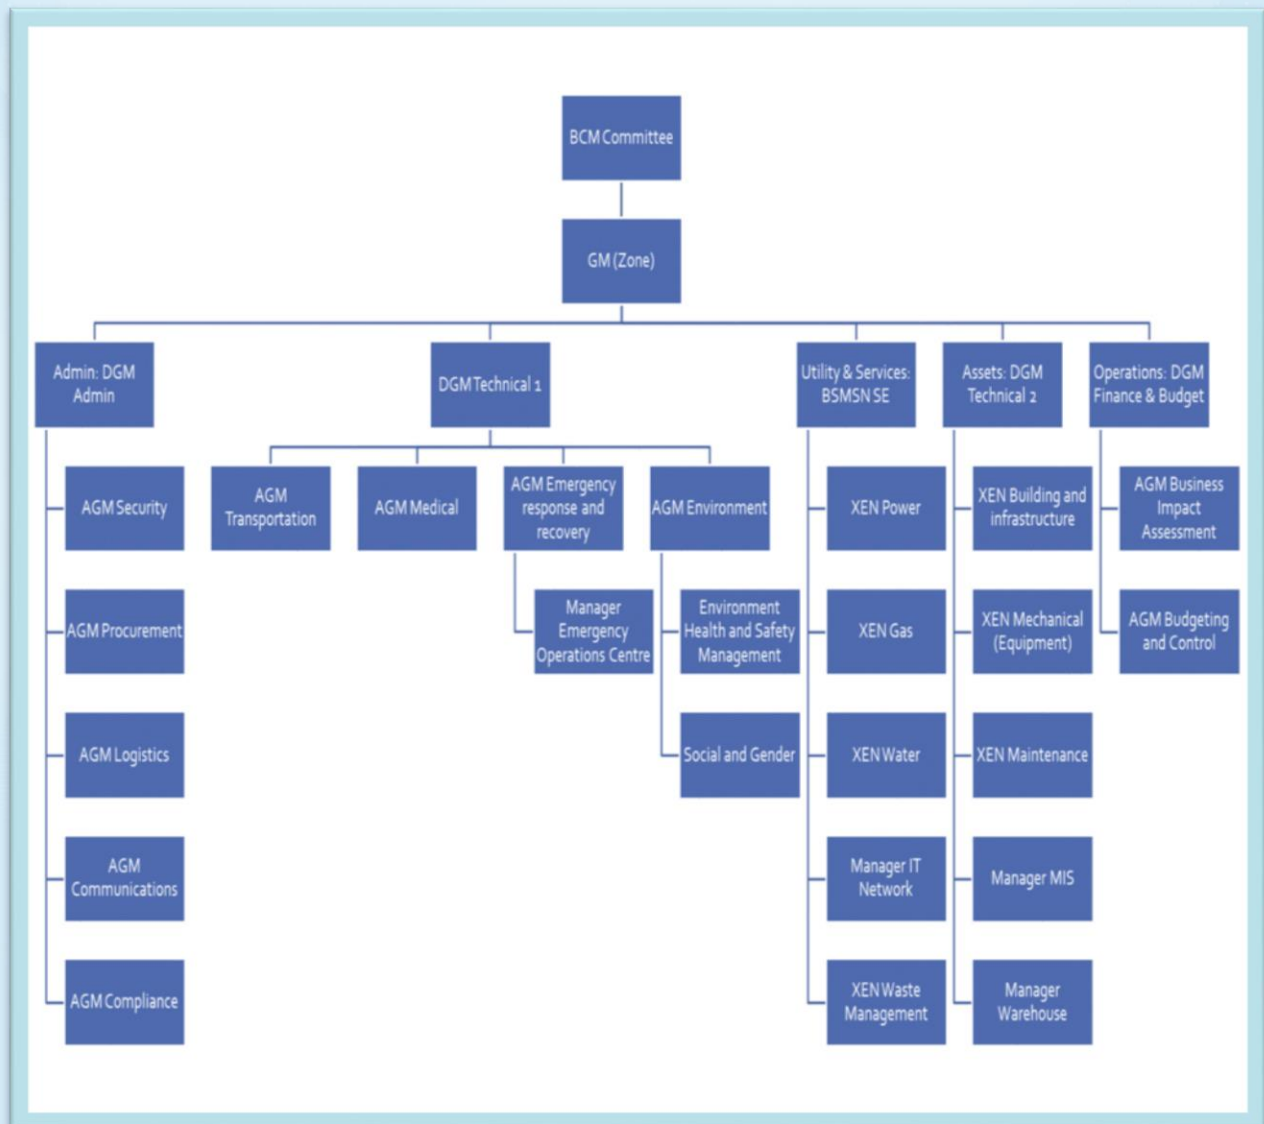 BCM Committee
GM (Zone)
Admin: DGM
Admin
DGM Technical 1
Utility & Services:
BSMSN SE
Assets: DGM
Technical 2
Operations: DGM
Finance & Budget
AGM Security
AGM Procurement
AGM Logistics
AGM
Communications
AGM Compliance
AGM
Transportation
AGM Medical
AGM Emergency
response and
recovery
Manager
Emergency
Operations Centre
AGM Environment
Environment
Health and Safety
Management
Social and Gender
XEN Power
XEN Gas
XEN Water
Manager IT
Network
XEN Waste
Management
XEN Building and
infrastructure
XEN Mechanical
(Equipment)
XEN Maintenance
Manager MIS
Manager
Warehouse
AGM Business
Impact
Assessment
AGM Budgeting
and Control